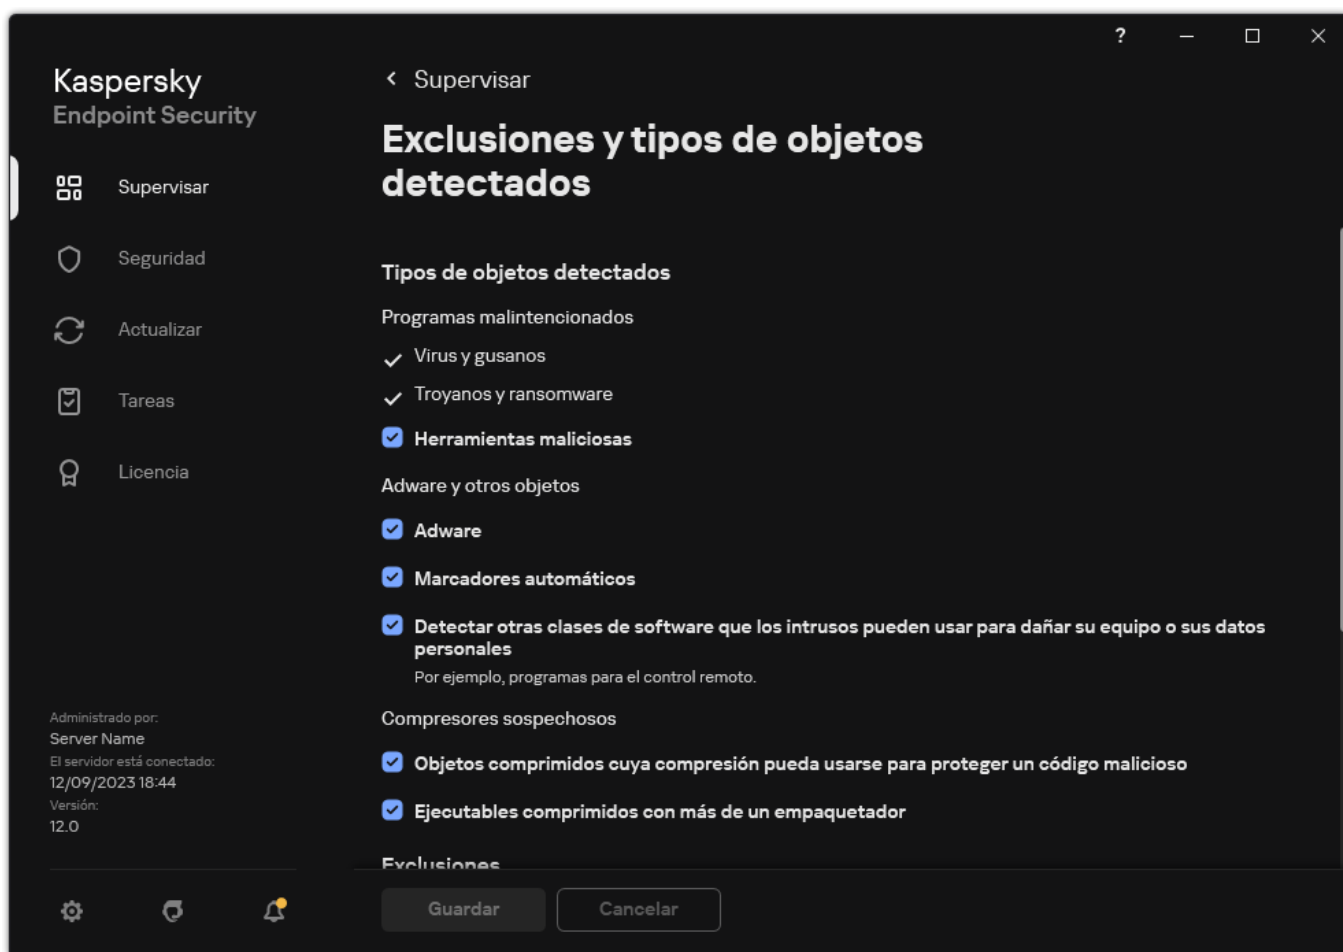 ?
Kaspersky
Endpoint Security
Supervisar
Seguridad
Actualizar
Tareas
Licencia
Administrado por:
Server Name
El servidor está conectado:
12/09/2023 18:44
Versión:
12.0
Supervisar
Exclusiones y tipos de objetos
detectados
Tipos de objetos detectados
Programas malintencionados
Virus y gusanos
Troyanos y ransomware
Herramientas maliciosas
Adware y otros objetos
Adware
Marcadores automáticos
Detectar otras clases de software que los intrusos pueden usar para dañar su equipo o sus datos
personales
Por ejemplo, programas para el control remoto.
Compresores sospechosos
Objetos comprimidos cuya compresión pueda usarse para proteger un código malicioso
Ejecutables comprimidos con más de un empaquetador
Exclusiones
Guardar
Cancelar